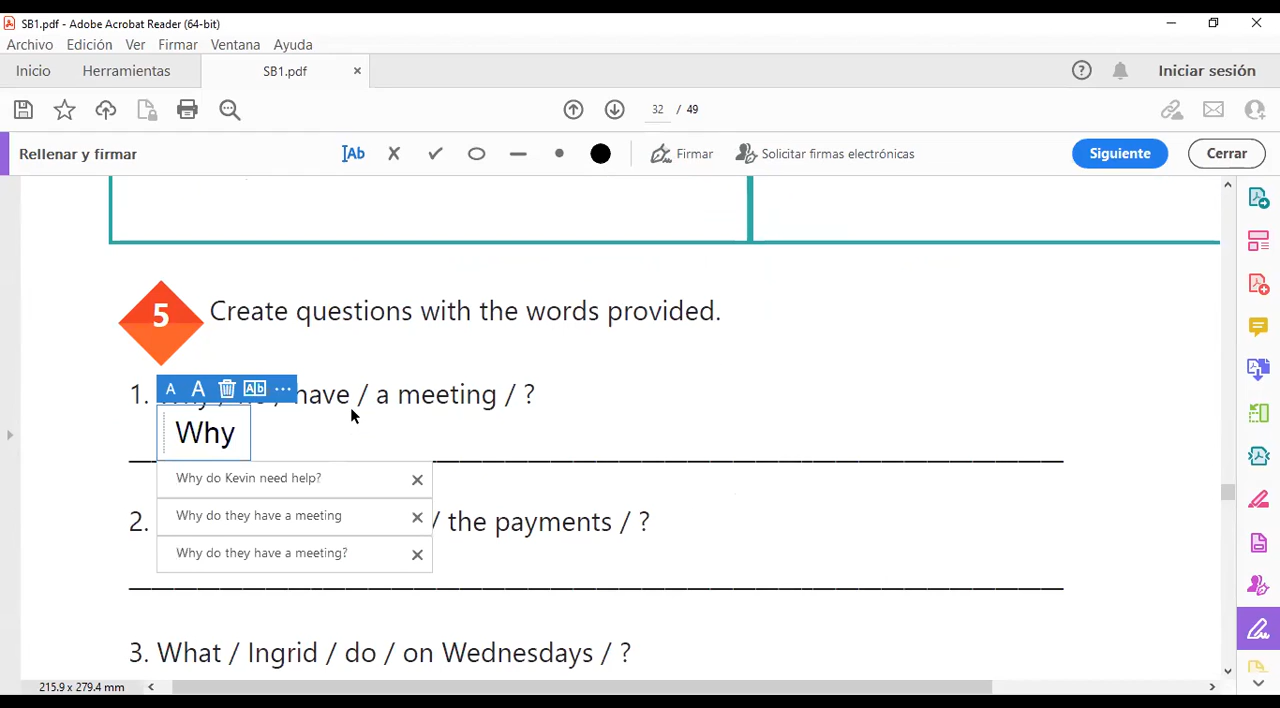 SB1.pdf - Adobe Acrobat Reader (64-bit)
Archivo Edición Ver Firmar Ventana Ayuda
Inicio Herramientas SB1.pdf × ? Iniciar sesión
32 / 49
Rellenar y firmar Ab Firmar Solicitar firmas electrónicas Siguiente Cerrar
5 Create questions with the words provided.
A A Ab ...
1. have / a meeting / ?
Why
Why do Kevin need help?
Why do they have a meeting
2. / the payments / ?
Why do they have a meeting?
3. What / Ingrid / do / on Wednesdays / ?
215.9 x 279.4 mm